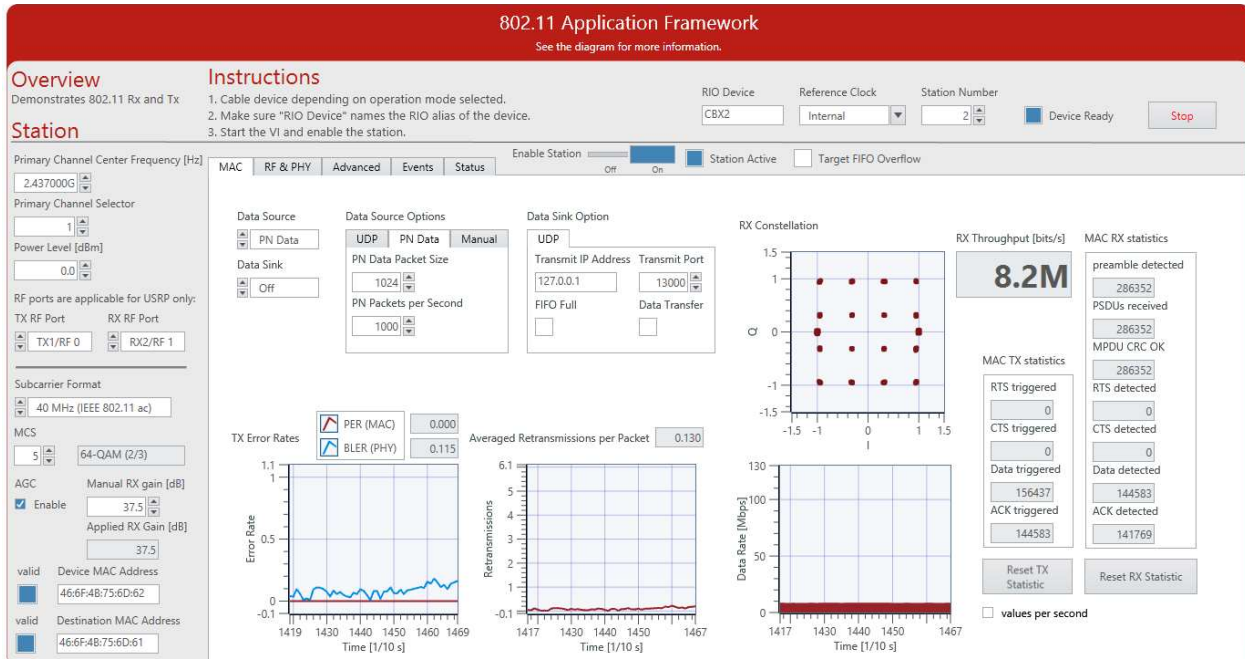 802.11 Application Framework
See the diagram for more information.
Overview
Demonstrates 802.11 Rx and Tx
Station
Instructions
1. Cable device depending on operation mode selected.
2. Make sure "RIO Device" names the RIO alias of the device.
3. Start the VI and enable the station.
RIO Device
CBX2
Reference Clock
Internal
Station Number
2
Device Ready
Stop
Primary Channel Center Frequency [Hz]
2.437000G
Primary Channel Selector
1
Power Level [dBm]
0.0
RF ports are applicable for USRP only:
TX RF Port RX RF Port
TX1/RF 0 RX2/RF 1
Subcarrier Format
40 MHz (IEEE 802.11 ac)
MCS
5 64-QAM (2/3)
AGC Manual RX gain [dB]
Enable 37.5
Applied RX Gain [dB]
37.5
valid Device MAC Address
46:6F:4B:75:6D:62
valid Destination MAC Address
46:6F:4B:75:6D:61
MAC RF & PHY Advanced Events Status
Enable Station
Off On
Station Active
Target FIFO Overflow
Data Source
PN Data
Data Sink
Off
Data Source Options
UDP PN Data Manual
PN Data Packet Size
1024
PN Packets per Second
1000
Data Sink Option
UDP
Transmit IP Address Transmit Port
127.0.0.1 13000
FIFO Full Data Transfer
RX Constellation
1.5
1
0
-1
-1.5
Q
-1.5 -1 0 1 1.5
I
RX Throughput [bits/s]
8.2M
MAC TX statistics
RTS triggered
0
CTS triggered
0
Data triggered
156437
ACK triggered
144583
Reset TX
Statistic
values per second
MAC RX statistics
preamble detected
286352
PSDUs received
286352
MPDU CRC OK
286352
RTS detected
0
CTS detected
0
Data detected
144583
ACK detected
141769
Reset RX Statistic
TX Error Rates
PER (MAC) 0.000
BLER (PHY) 0.115
1.1
1
0.5
0
-0.1
Error Rate
1419 1430 1440 1450 1460 1469
Time [1/10 s]
Averaged Retransmissions per Packet 0.130
6.1
5
4
3
2
1
-0.1
Retransmissions
1417 1430 1440 1450 1467
Time [1/10 s]
130
100
50
0
Data Rate [Mbps]
1417 1430 1440 1450 1467
Time [1/10 s]